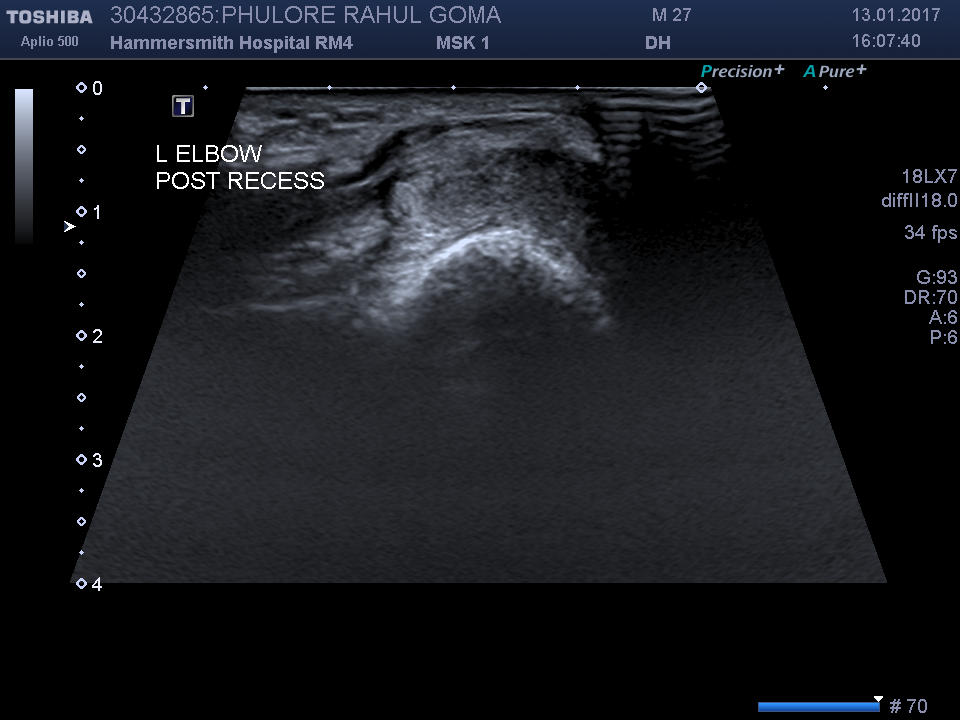 TOSHIBA 30432865:PHULORE RAHUL GOMA M 27 13.01.2017
Aplio 500 Hammersmith Hospital RM4 MSK 1 DH 16:07:40
Precision+ A Pure+
0
T
L ELBOW
POST RECESS
18LX7
diffII18.0
1
34 fps
G:93
DR:70
A:6
P:6
2
3
4
# 70